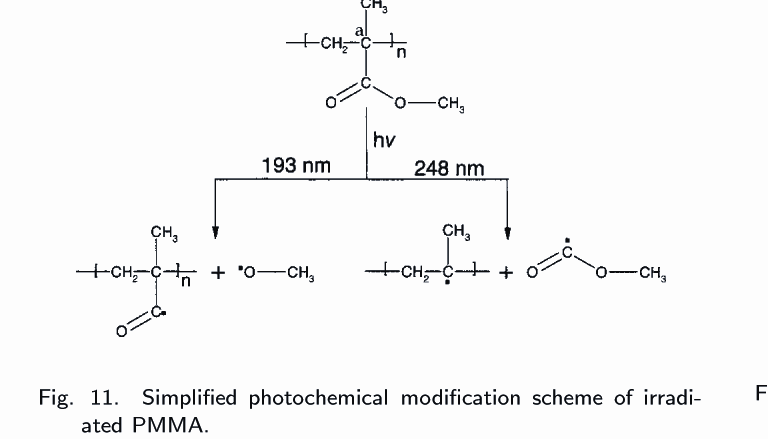 CH3
a
[ CH2 C ] n
C
O O CH3
hν
193 nm 248 nm
CH3 CH3
[ CH2 C ] n + •O CH3 [ CH2 C• ] + O C• O CH3
C•
O
Fig. 11. Simplified photochemical modification scheme of irradi- F
ated PMMA.